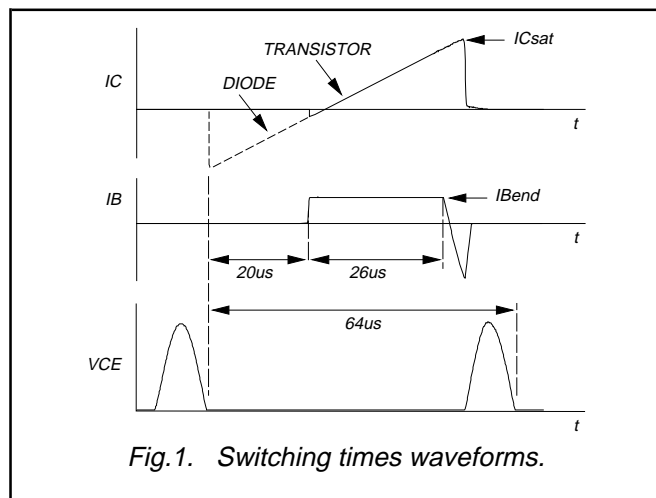 ICsat
TRANSISTOR
IC
DIODE
t
IB
IBend
t
20us
26us
64us
VCE
t
Fig.1. Switching times waveforms.